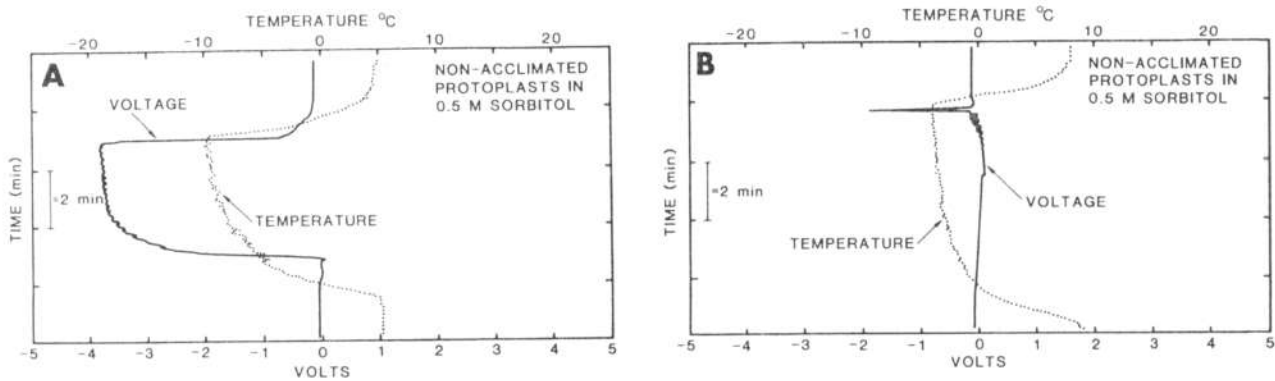 TEMPERATURE °C
-20 -10 0 10 20
A
NON-ACCLIMATED
PROTOPLASTS IN
0.5 M SORBITOL
VOLTAGE
TIME (min)
=2 min
TEMPERATURE
-5 -4 -3 -2 -1 0 1 2 3 4 5
VOLTS
TEMPERATURE °C
-20 -10 0 10 20
B
NON-ACCLIMATED
PROTOPLASTS IN
0.5 M SORBITOL
TIME (min)
=2 min
VOLTAGE
TEMPERATURE
-5 -4 -3 -2 -1 0 1 2 3 4 5
VOLTS